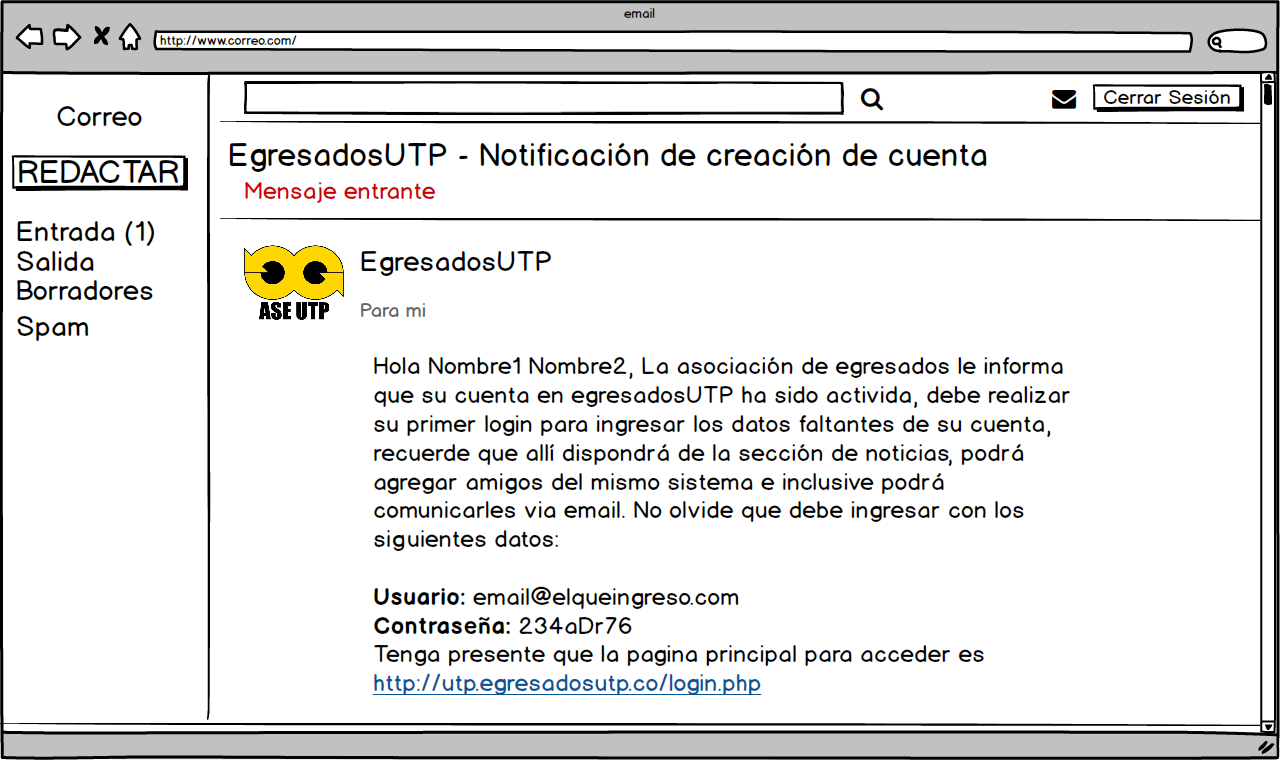 email
http://www.correo.com/
Correo
REDACTAR
Entrada (1)
Salida
Borradores
Spam
Cerrar Sesión
EgresadosUTP - Notificación de creación de cuenta
Mensaje entrante
ASE UTP
EgresadosUTP
Para mi
Hola Nombre1 Nombre2, La asociación de egresados le informa
que su cuenta en egresadosUTP ha sido activida, debe realizar
su primer login para ingresar los datos faltantes de su cuenta,
recuerde que allí dispondrá de la sección de noticias, podrá
agregar amigos del mismo sistema e inclusive podrá
comunicarles via email. No olvide que debe ingresar con los
siguientes datos:
Usuario: email@elqueingreso.com
Contraseña: 234aDr76
Tenga presente que la pagina principal para acceder es
http://utp.egresadosutp.co/login.php